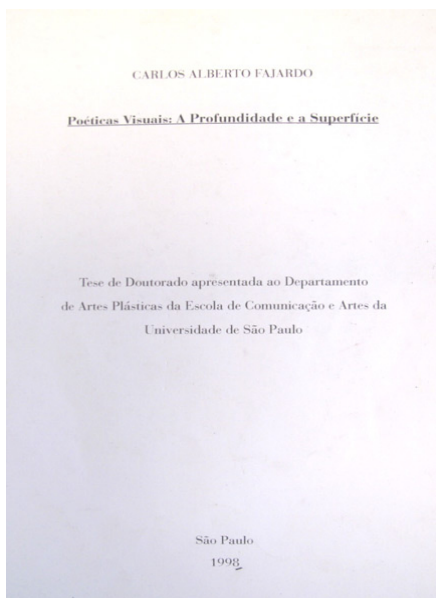 CARLOS ALBERTO FAJARDO
Poéticas Visuais: A Profundidade e a Superfície
Tese de Doutorado apresentada ao Departamento
de Artes Plásticas da Escola de Comunicação e Artes da
Universidade de São Paulo
São Paulo
1998